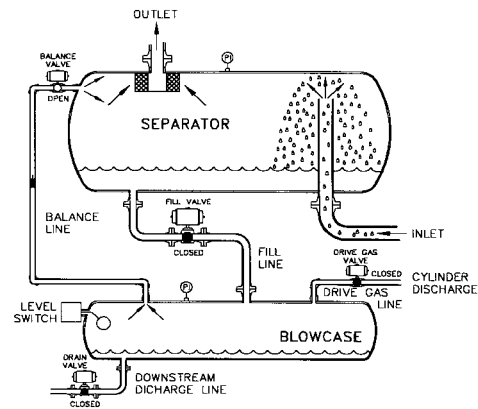 OUTLET
BALANCE
VALVE
OPEN
PI
SEPARATOR
FILL VALVE
CLOSED
BALANCE
LINE
FILL
LINE
INLET
DRIVE GAS
VALVE
CLOSED
CYLINDER
DISCHARGE
DRIVE GAS
LINE
PI
LEVEL
SWITCH
BLOWCASE
DRAIN
VALVE
CLOSED
DOWNSTREAM
DICHARGE LINE